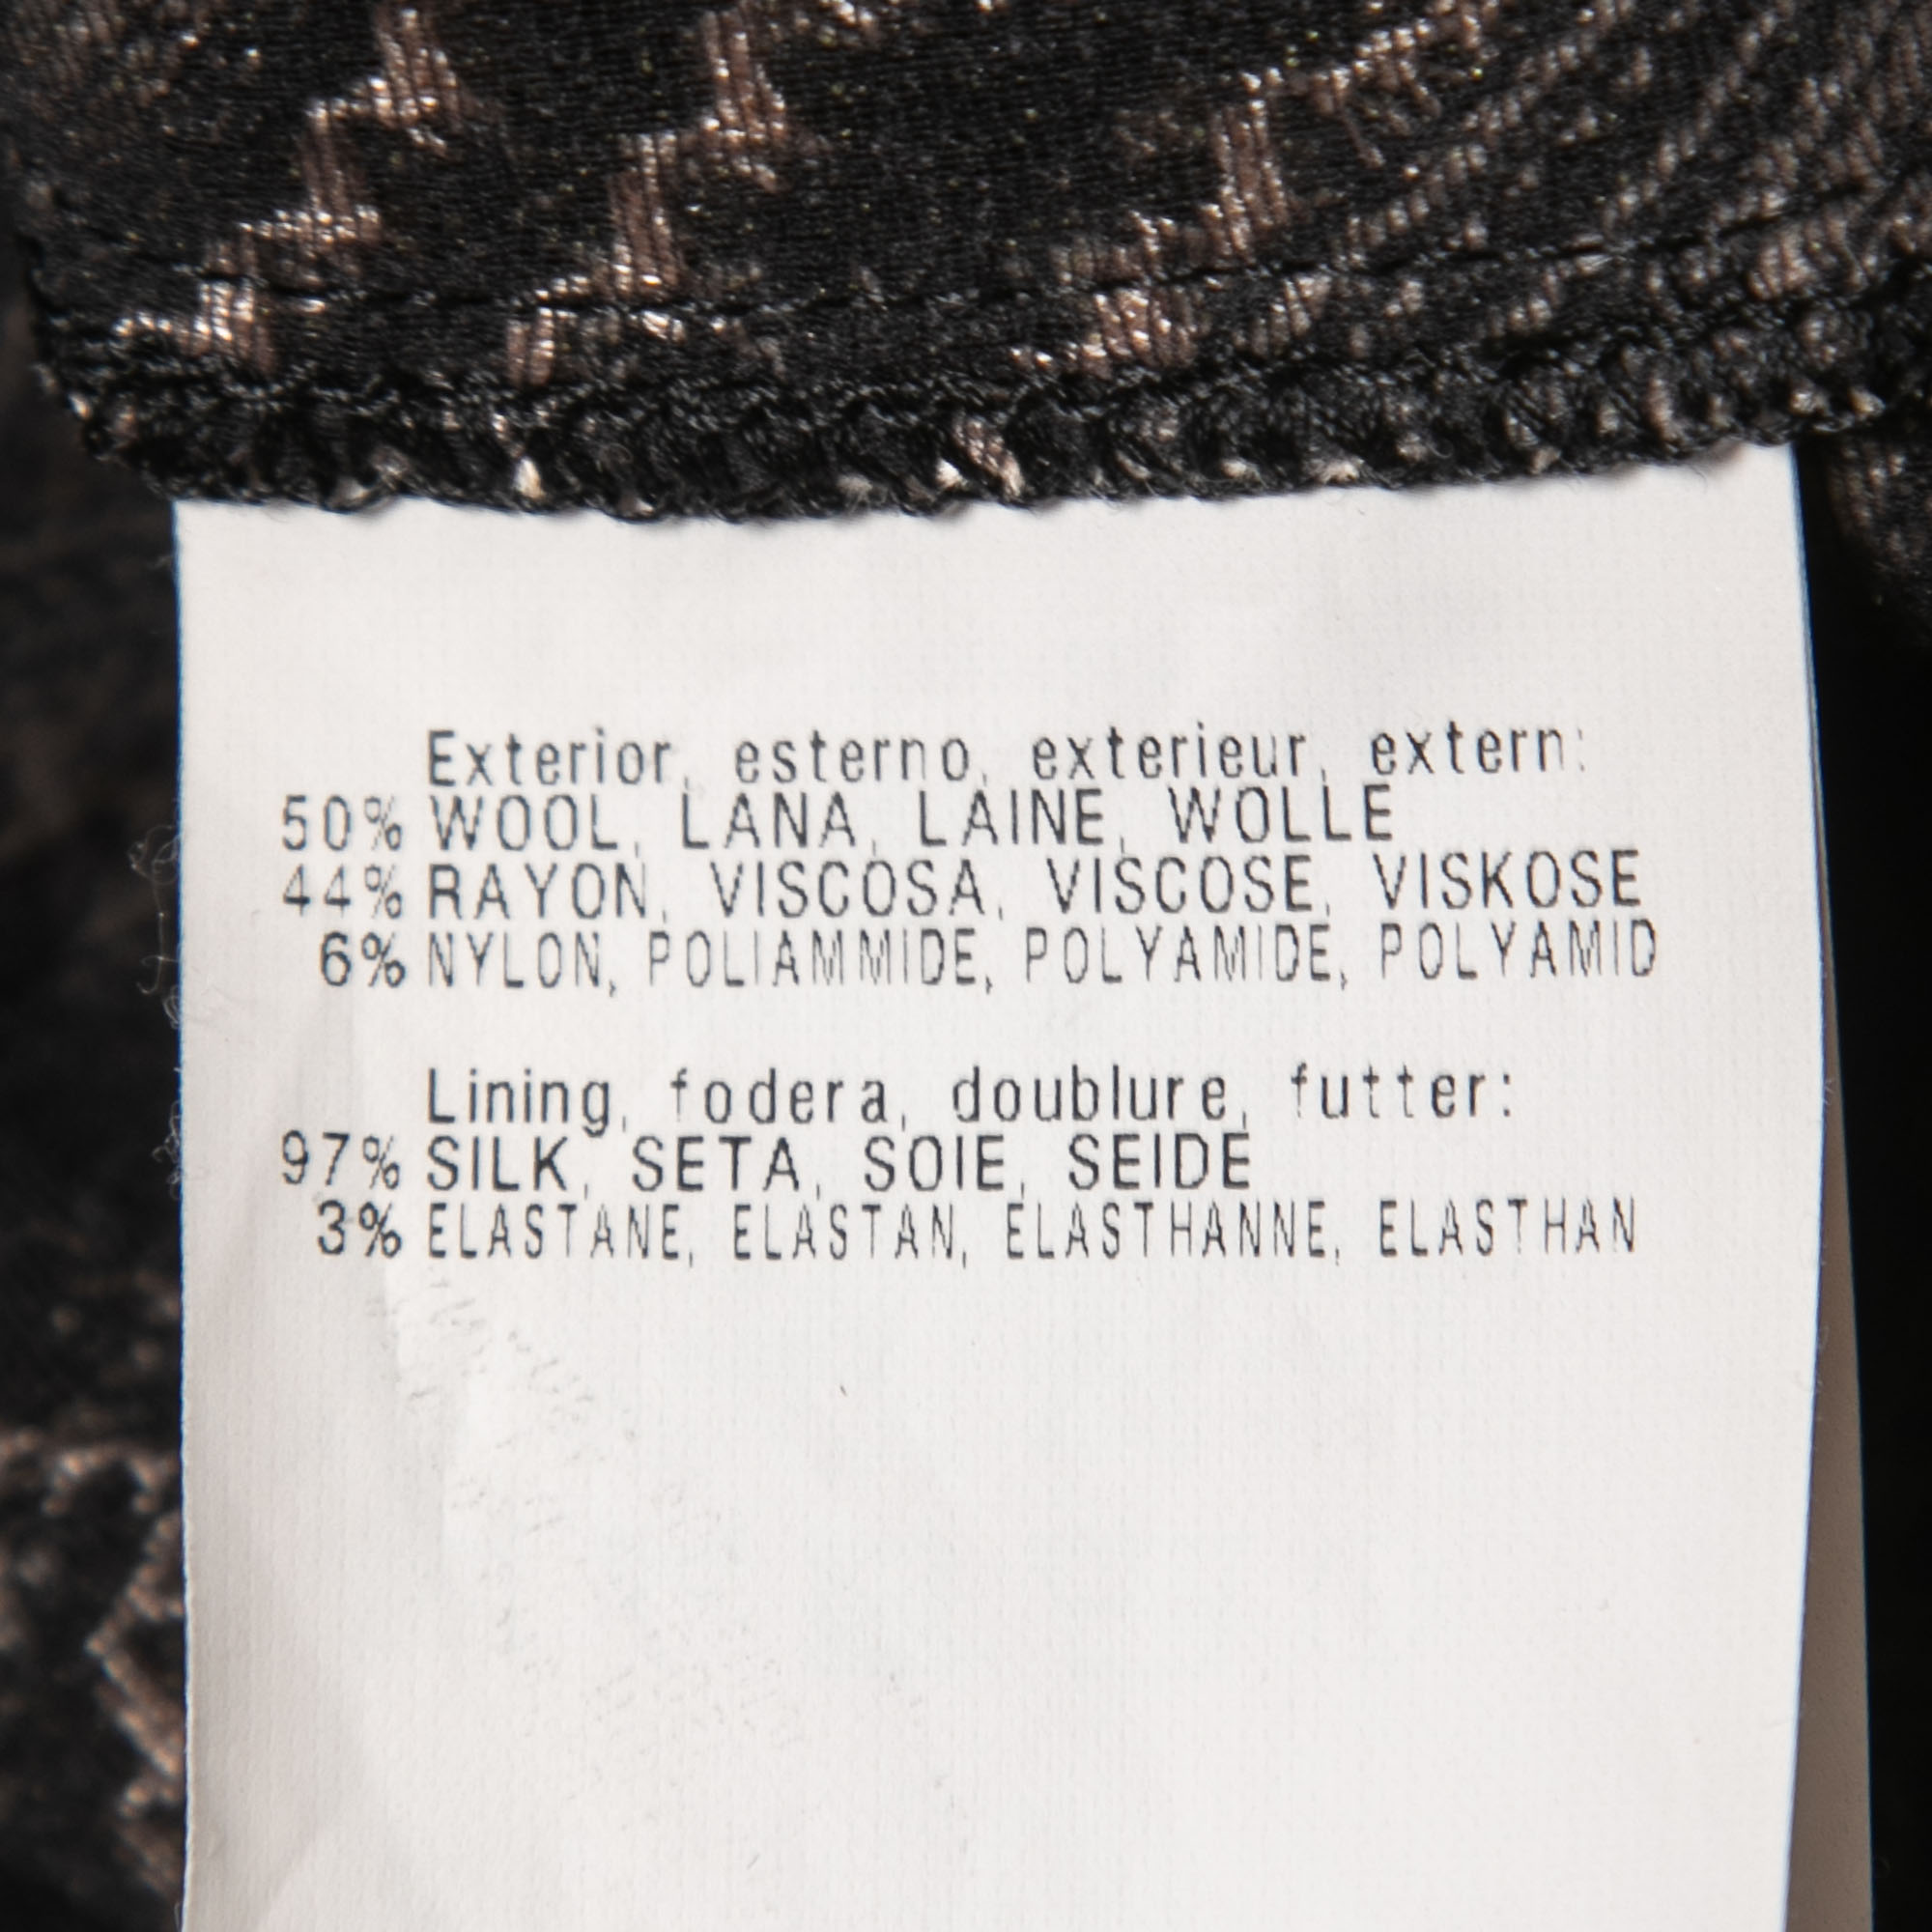 Exterior, esterno, exterieur, extern:
50% WOOL, LANA, LAINE, WOLLE
44% RAYON, VISCOSA, VISCOSE, VISKOSE
6% NYLON, POLIAMMIDE, POLYAMIDE, POLYAMID
Lining, fodera, doublure, futter:
97% SILK, SETA, SOIE, SEIDE
3% ELASTANE, ELASTAN, ELASTHANNE, ELASTHAN